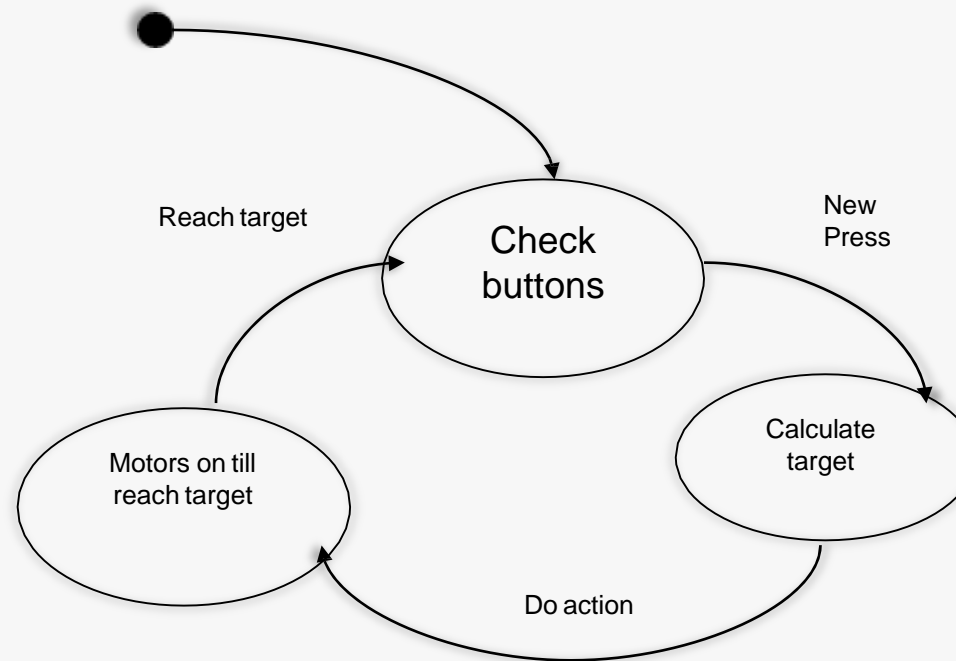 Reach target
Check
buttons
New
Press
Calculate
target
Motors on till
reach target
Do action